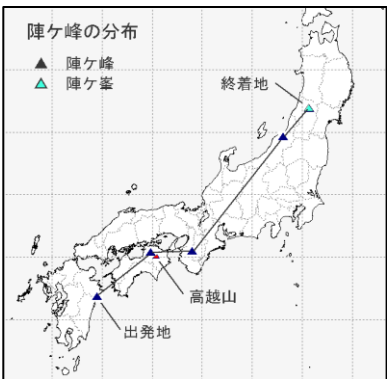 陣ケ峰の分布
陣ケ峰
陣ケ峯
終着地
高越山
出発地